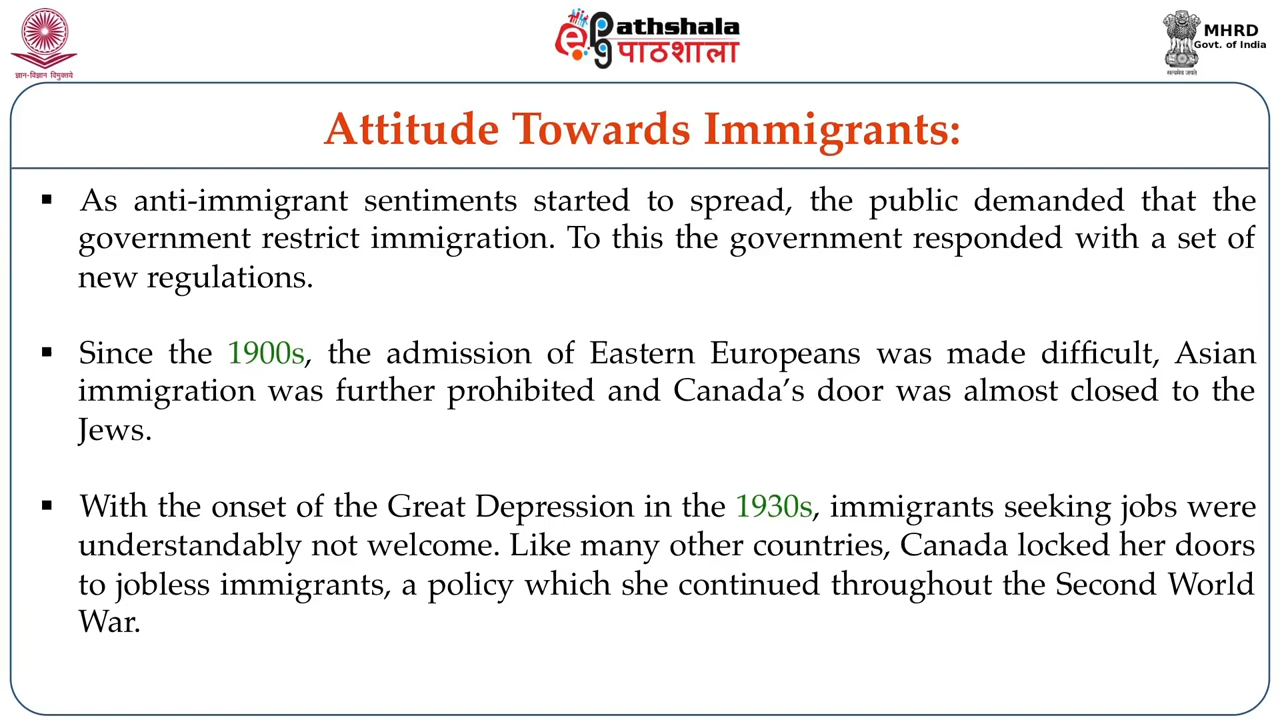 ज्ञान-विज्ञान विमुक्तये
ePathshala
पाठशाला
MHRD
Govt. of India
सत्यमेव जयते
Attitude Towards Immigrants:
▪ As anti-immigrant sentiments started to spread, the public demanded that the
government restrict immigration. To this the government responded with a set of
new regulations.
▪ Since the 1900s, the admission of Eastern Europeans was made difficult, Asian
immigration was further prohibited and Canada’s door was almost closed to the
Jews.
▪ With the onset of the Great Depression in the 1930s, immigrants seeking jobs were
understandably not welcome. Like many other countries, Canada locked her doors
to jobless immigrants, a policy which she continued throughout the Second World
War.